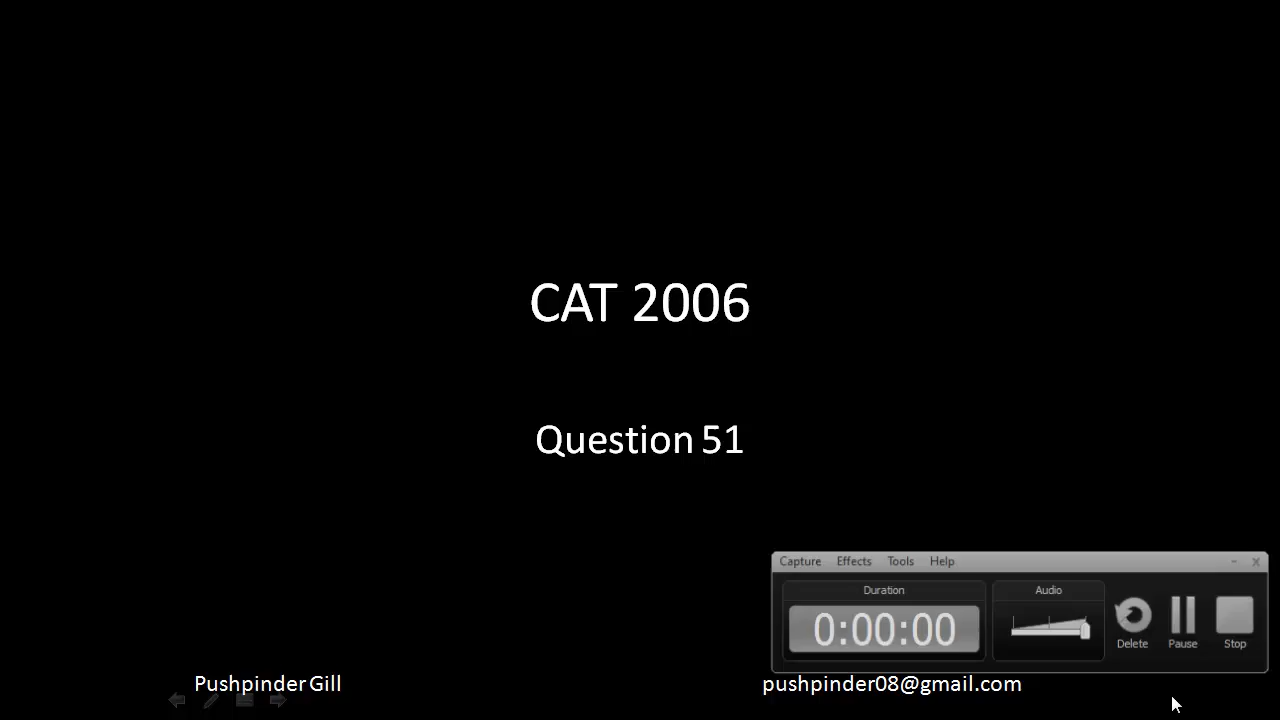 CAT 2006
Question 51
Capture Effects Tools Help
Duration Audio
0:00:00
Delete Pause Stop
Pushpinder Gill pushpinder08@gmail.com